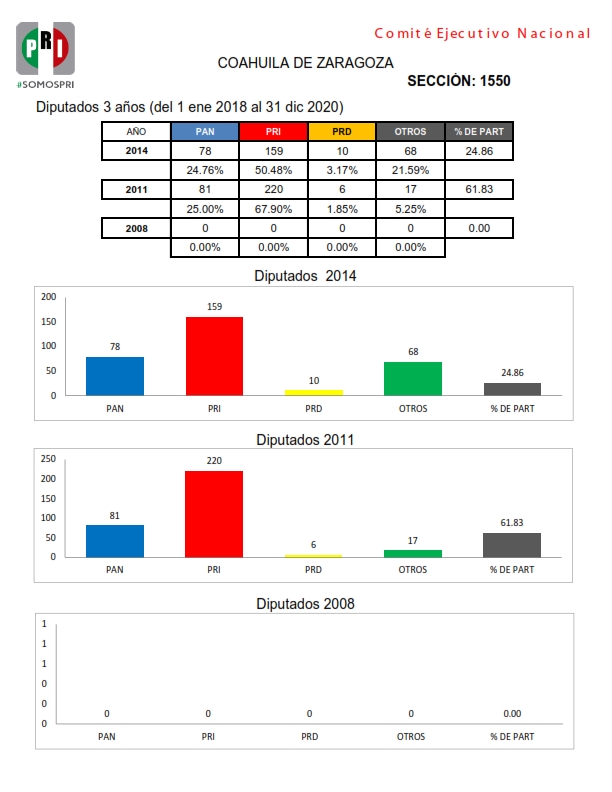 Comité Ejecutivo Nacional
PRI
#SOMOSPRI
COAHUILA DE ZARAGOZA
SECCIÓN: 1550
Diputados 3 años (del 1 ene 2018 al 31 dic 2020)
AÑO PAN PRI PRD OTROS % DE PART
2014 78 159 10 68 24.86
24.76% 50.48% 3.17% 21.59%
2011 81 220 6 17 61.83
25.00% 67.90% 1.85% 5.25%
2008 0 0 0 0 0.00
0.00% 0.00% 0.00% 0.00%
Diputados 2014
200
150
100
50
0
78 159 10 68 24.86
PAN PRI PRD OTROS % DE PART
Diputados 2011
250
200
150
100
50
0
81 220 6 17 61.83
PAN PRI PRD OTROS % DE PART
Diputados 2008
1
1
1
0
0
0
0 0 0 0 0.00
PAN PRI PRD OTROS % DE PART